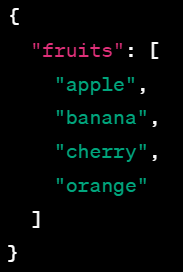 {
  "fruits": [
    "apple",
    "banana",
    "cherry",
    "orange"
  ]
}